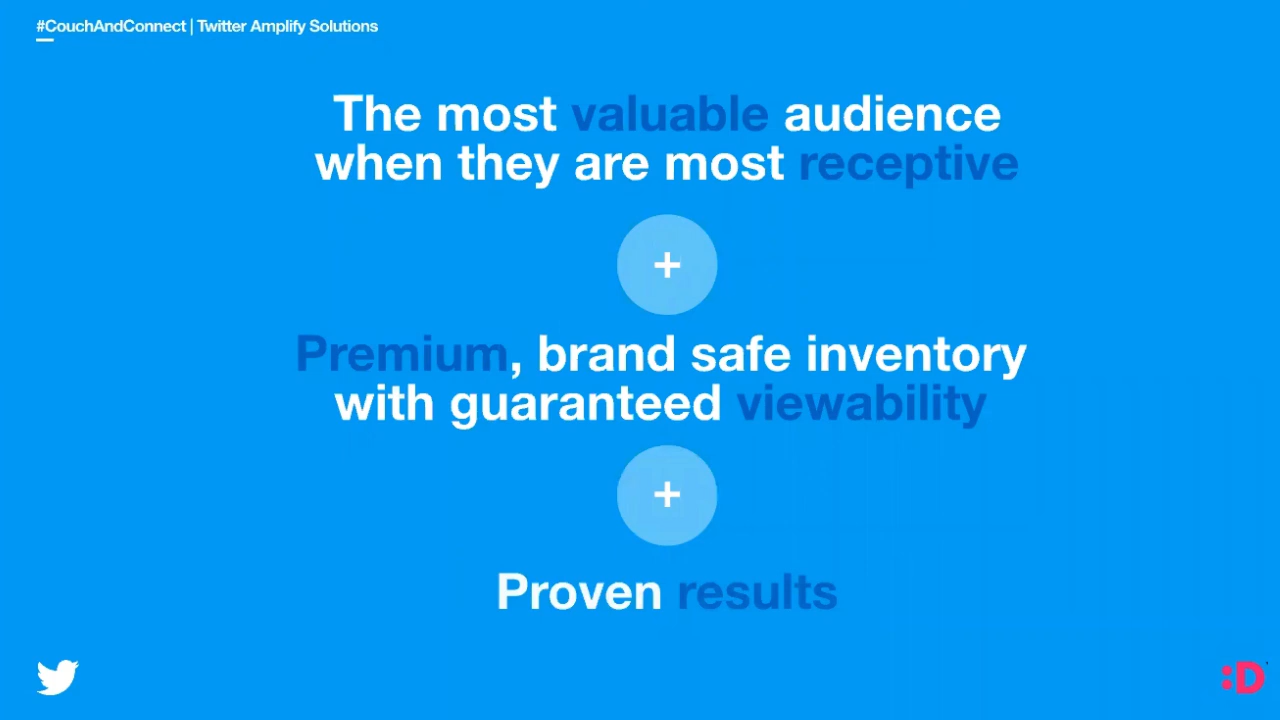 #CouchAndConnect | Twitter Amplify Solutions
The most valuable audience
when they are most receptive
+
Premium, brand safe inventory
with guaranteed viewability
+
Proven results
:D